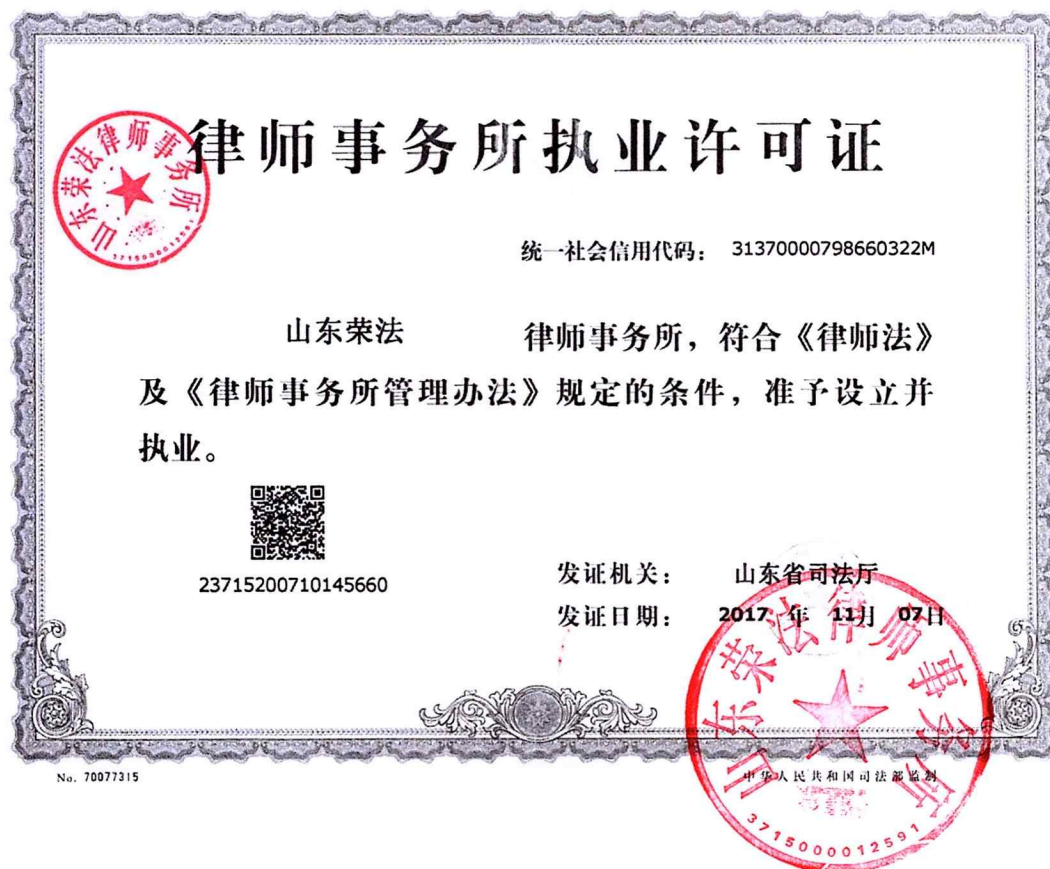 律师事务所执业许可证
山东荣法律师事务所
3715000012591
统一社会信用代码： 31370000798660322M
山东荣法 律师事务所，符合《律师法》
及《律师事务所管理办法》规定的条件，准予设立并
执业。
23715200710145660
发证机关： 山东省司法厅
发证日期： 2017 年 11月 07日
山东荣法律师事务所
3715000012591
No. 70077315
中华人民共和国司法部监制